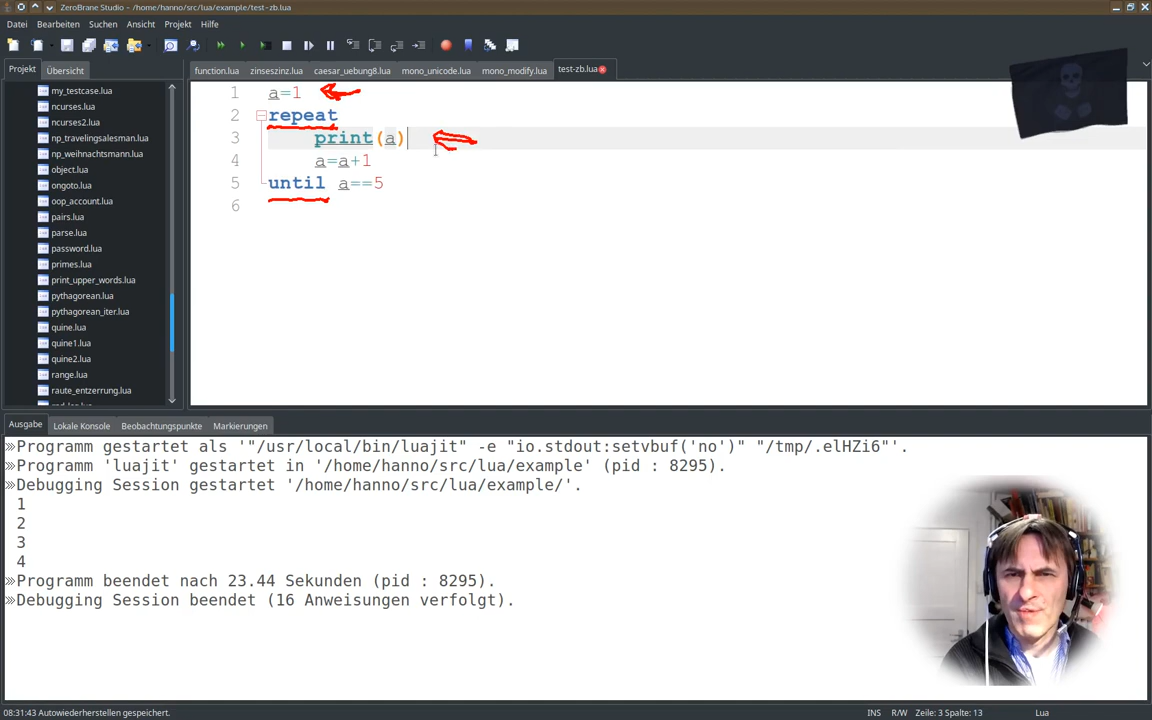 ZeroBrane Studio - /home/hanno/src/lua/example/test-zb.lua
Datei Bearbeiten Suchen Ansicht Projekt Hilfe
Projekt Übersicht
function.lua zinseszinz.lua caesar_uebung8.lua mono_unicode.lua mono_modify.lua test-zb.lua
my_testcase.lua
ncurses.lua
ncurses2.lua
np_travelingsalesman.lua
np_weihnachtsmann.lua
object.lua
ongoto.lua
oop_account.lua
pairs.lua
parse.lua
password.lua
primes.lua
print_upper_words.lua
pythagorean.lua
pythagorean_iter.lua
quine.lua
quine1.lua
quine2.lua
range.lua
raute_entzerrung.lua
1 a=1
2 repeat
3 print(a)
4 a=a+1
5 until a==5
6
Ausgabe Lokale Konsole Beobachtungspunkte Markierungen
»Programm gestartet als '"/usr/local/bin/luajit" -e "io.stdout:setvbuf('no')" "/tmp/.elHZi6"'.
»Programm 'luajit' gestartet in '/home/hanno/src/lua/example' (pid : 8295).
»Debugging Session gestartet '/home/hanno/src/lua/example/'.
1
2
3
4
»Programm beendet nach 23.44 Sekunden (pid : 8295).
»Debugging Session beendet (16 Anweisungen verfolgt).
08:31:43 Autowiederherstellen gespeichert. INS R/W Zeile: 3 Spalte: 13 Lua